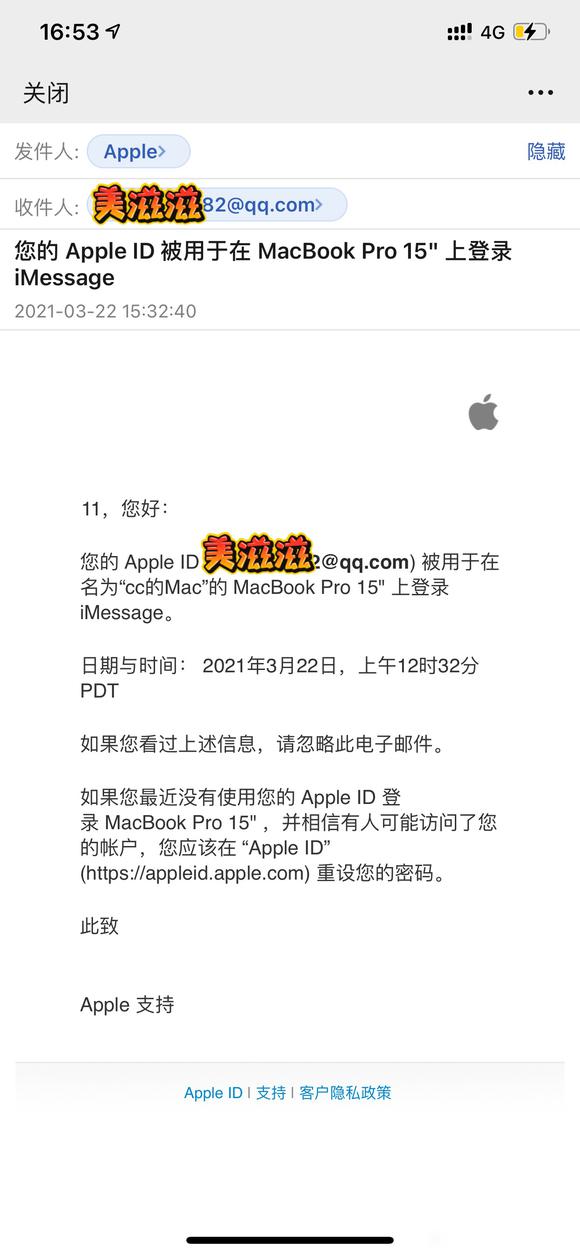 16:53
4G
关闭
发件人:
Apple
隐藏
收件人:
美滋滋82@qq.com
您的 Apple ID 被用于在 MacBook Pro 15" 上登录
iMessage
2021-03-22 15:32:40
11，您好：
您的 Apple ID 美滋滋2@qq.com) 被用于在
名为“cc的Mac”的 MacBook Pro 15" 上登录
iMessage。
日期与时间： 2021年3月22日，上午12时32分
PDT
如果您看过上述信息，请忽略此电子邮件。
如果您最近没有使用您的 Apple ID 登
录 MacBook Pro 15" ，并相信有人可能访问了您
的帐户，您应该在 “Apple ID”
(https://appleid.apple.com) 重设您的密码。
此致
Apple 支持
Apple ID | 支持 | 客户隐私政策